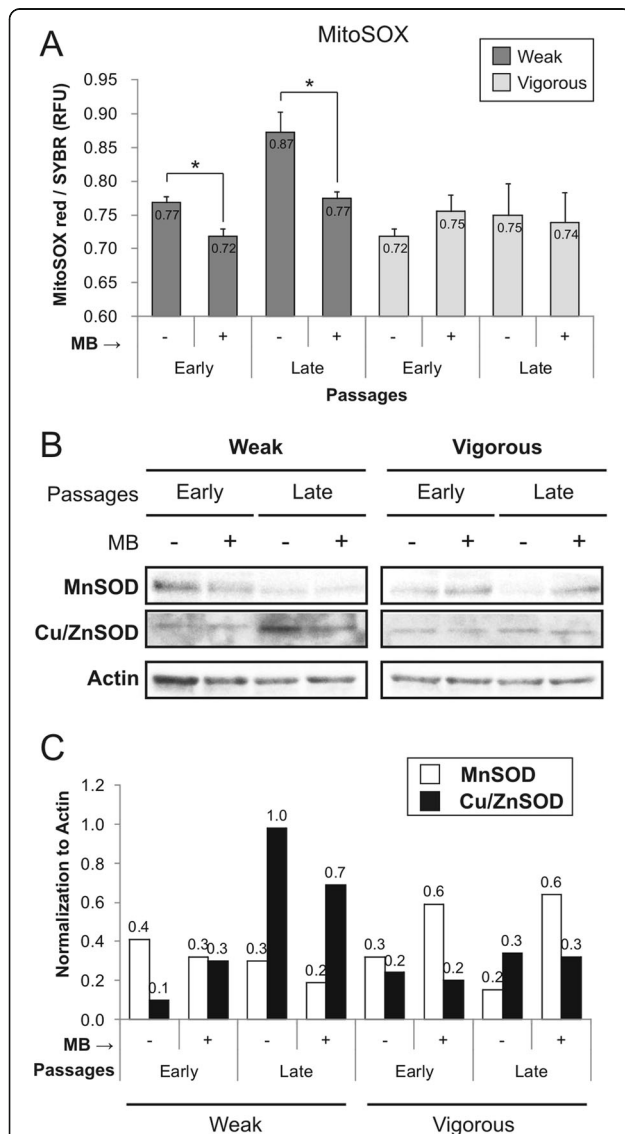 A
MitoSOX
Weak
Vigorous
MitoSOX red / SYBR (RFU)
0.95
0.90
0.85
0.80
0.75
0.70
0.65
0.60
* *
0.77 0.72 0.87 0.77 0.72 0.75 0.75 0.74
MB → - + - + - + - +
Early Late Early Late
Passages
B
Weak Vigorous
Passages Early Late Early Late
MB - + - + - + - +
MnSOD
Cu/ZnSOD
Actin
C
MnSOD
Cu/ZnSOD
Normalization to Actin
1.2
1.0
0.8
0.6
0.4
0.2
0.0
0.4 0.1 0.3 0.3 0.3 1.0 0.2 0.7 0.3 0.2 0.6 0.2 0.2 0.3 0.6 0.3
MB → - + - + - + - +
Passages Early Late Early Late
Weak Vigorous